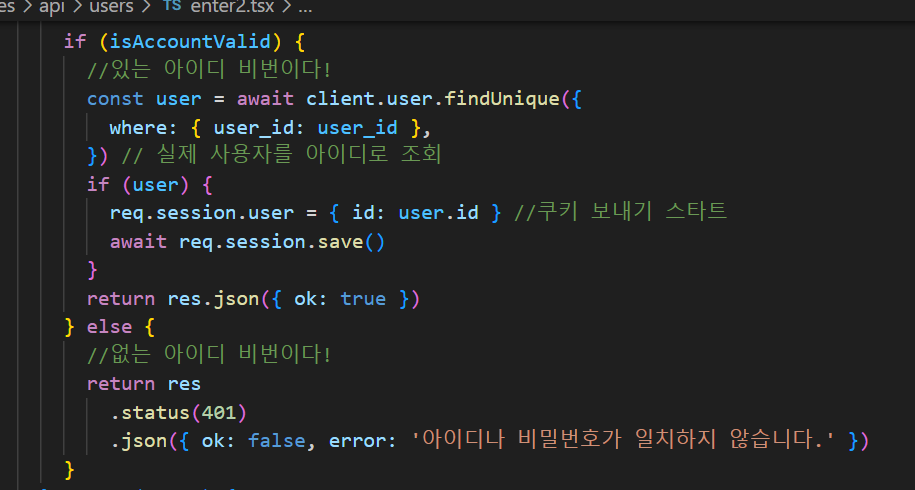 es > api > users > TS enter2.tsx > ...
if (isAccountValid) {
//있는 아이디 비번이다!
const user = await client.user.findUnique({
where: { user_id: user_id },
}) // 실제 사용자를 아이디로 조회
if (user) {
req.session.user = { id: user.id } //쿠키 보내기 스타트
await req.session.save()
}
return res.json({ ok: true })
} else {
//없는 아이디 비번이다!
return res
.status(401)
.json({ ok: false, error: '아이디나 비밀번호가 일치하지 않습니다.' })
}